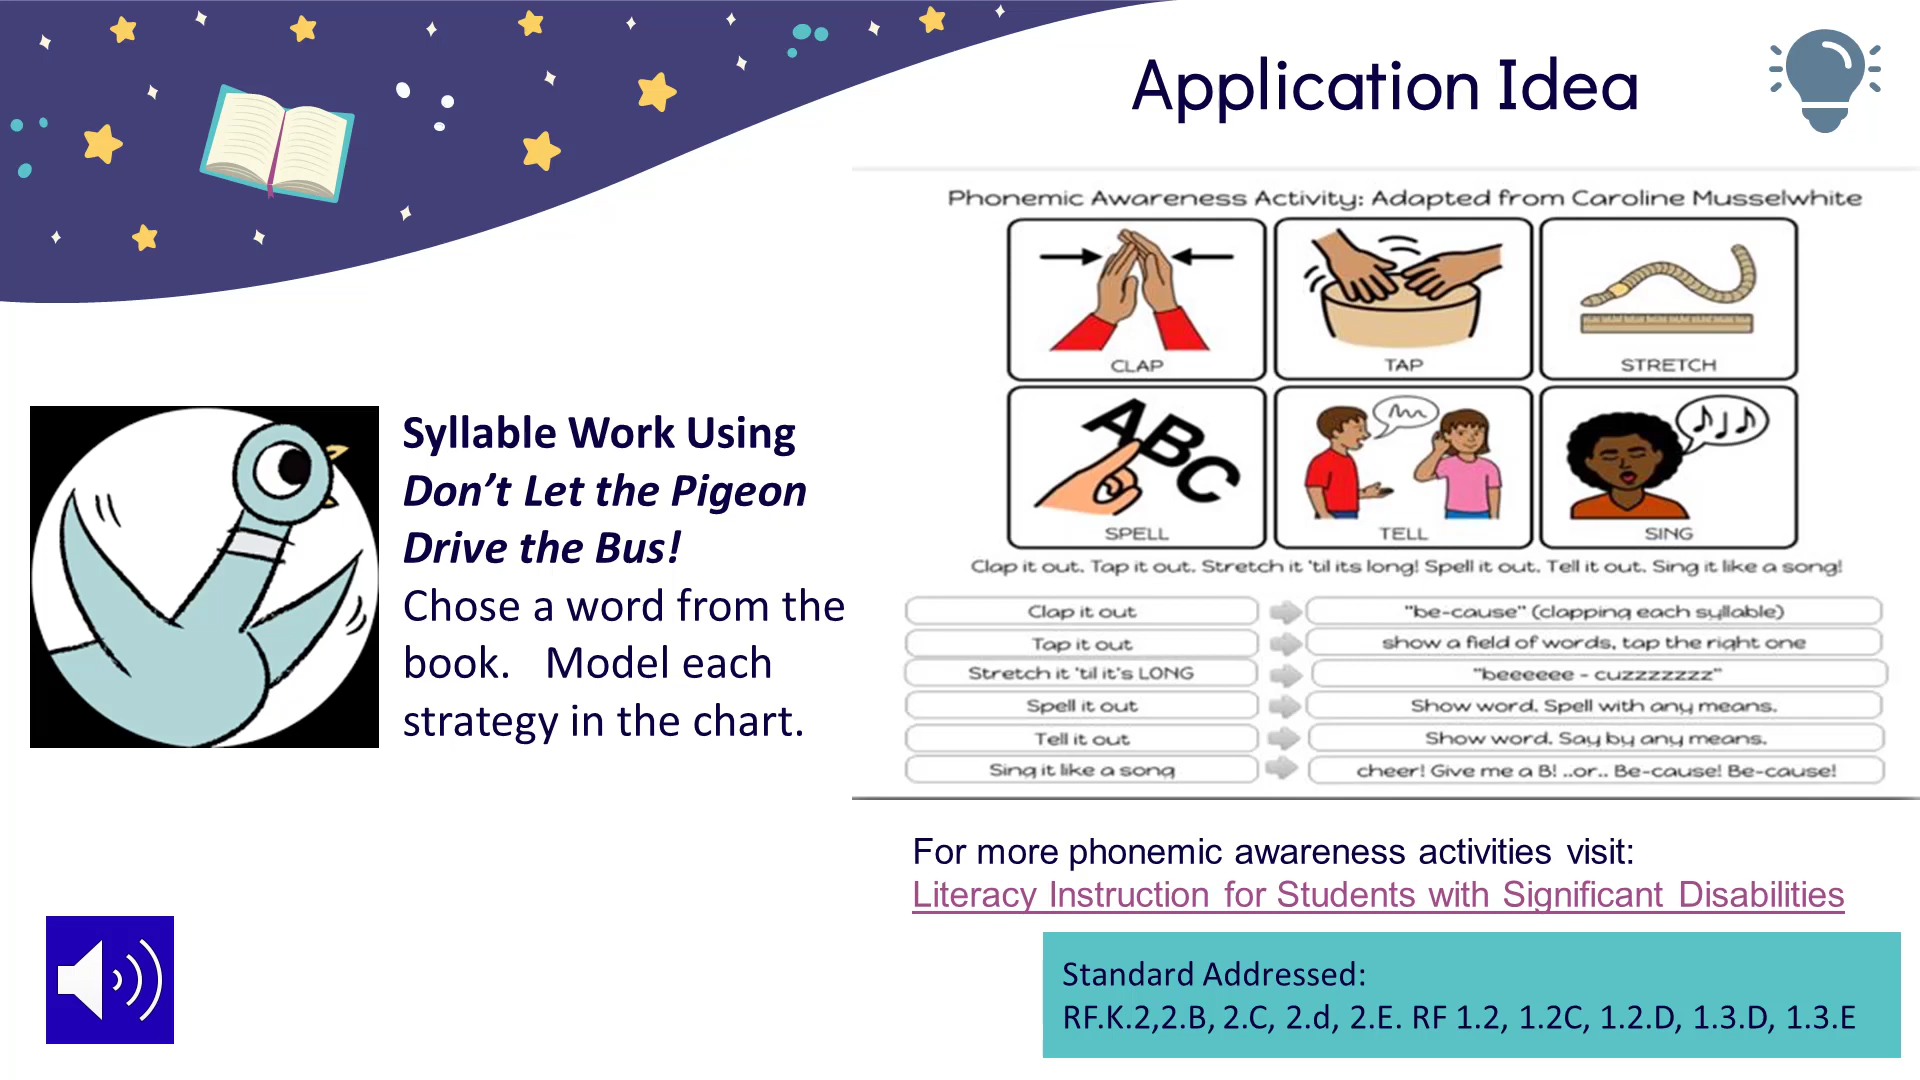 Application Idea
Syllable Work Using
Don’t Let the Pigeon
Drive the Bus!
Chose a word from the
book.   Model each
strategy in the chart.
Phonemic Awareness Activity: Adapted from Caroline Musselwhite
CLAP
TAP
STRETCH
ABC
SPELL
TELL
SING
Clap it out. Tap it out. Stretch it 'til its long! Spell it out. Tell it out. Sing it like a song!
Clap it out
"be-cause" (clapping each syllable)
Tap it out
show a field of words, tap the right one
Stretch it 'til it's LONG
"beeeeee - cuzzzzzzzz"
Spell it out
Show word. Spell with any means.
Tell it out
Show word. Say by any means.
Sing it like a song
cheer! Give me a B! ..or.. Be-cause! Be-cause!
For more phonemic awareness activities visit:
Literacy Instruction for Students with Significant Disabilities
Standard Addressed:
RF.K.2,2.B, 2.C, 2.d, 2.E. RF 1.2, 1.2C, 1.2.D, 1.3.D, 1.3.E